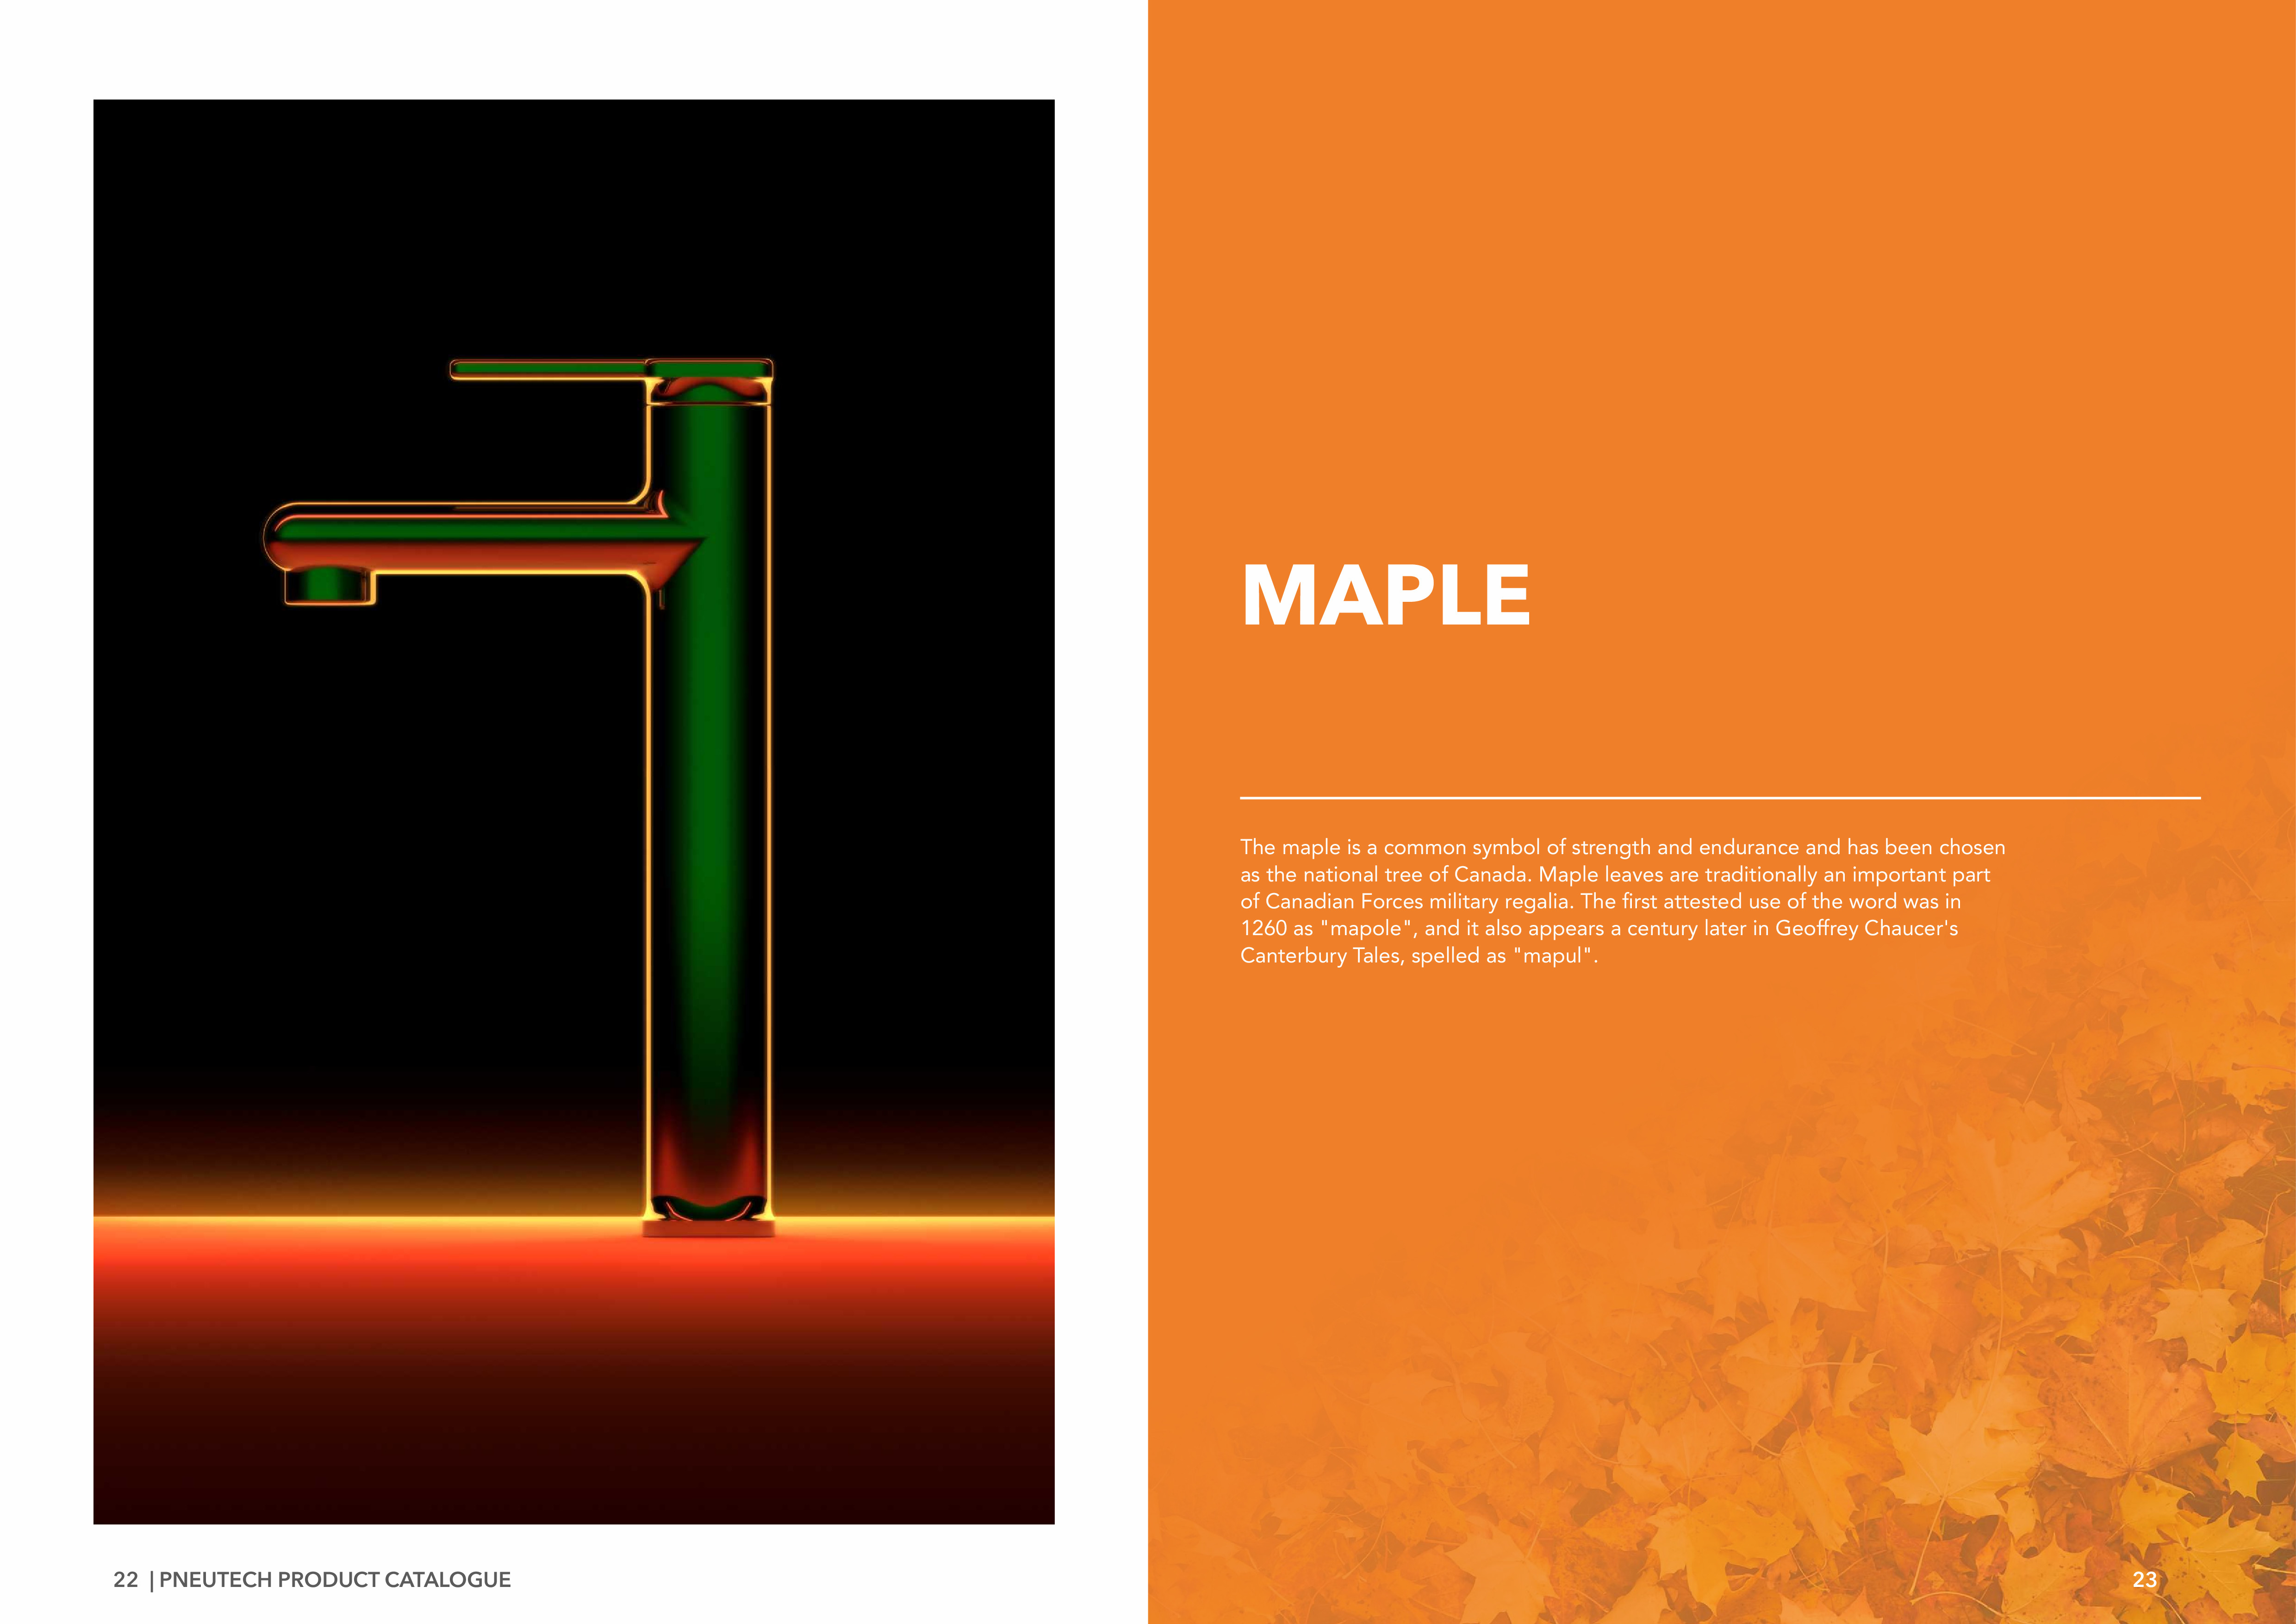 MAPLE
The maple is a common symbol of strength and endurance and has been chosen
as the national tree of Canada. Maple leaves are traditionally an important part
of Canadian Forces military regalia. The first attested use of the word was in
1260 as "mapole", and it also appears a century later in Geoffrey Chaucer's
Canterbury Tales, spelled as "mapul".
22 | PNEUTECH PRODUCT CATALOGUE
23